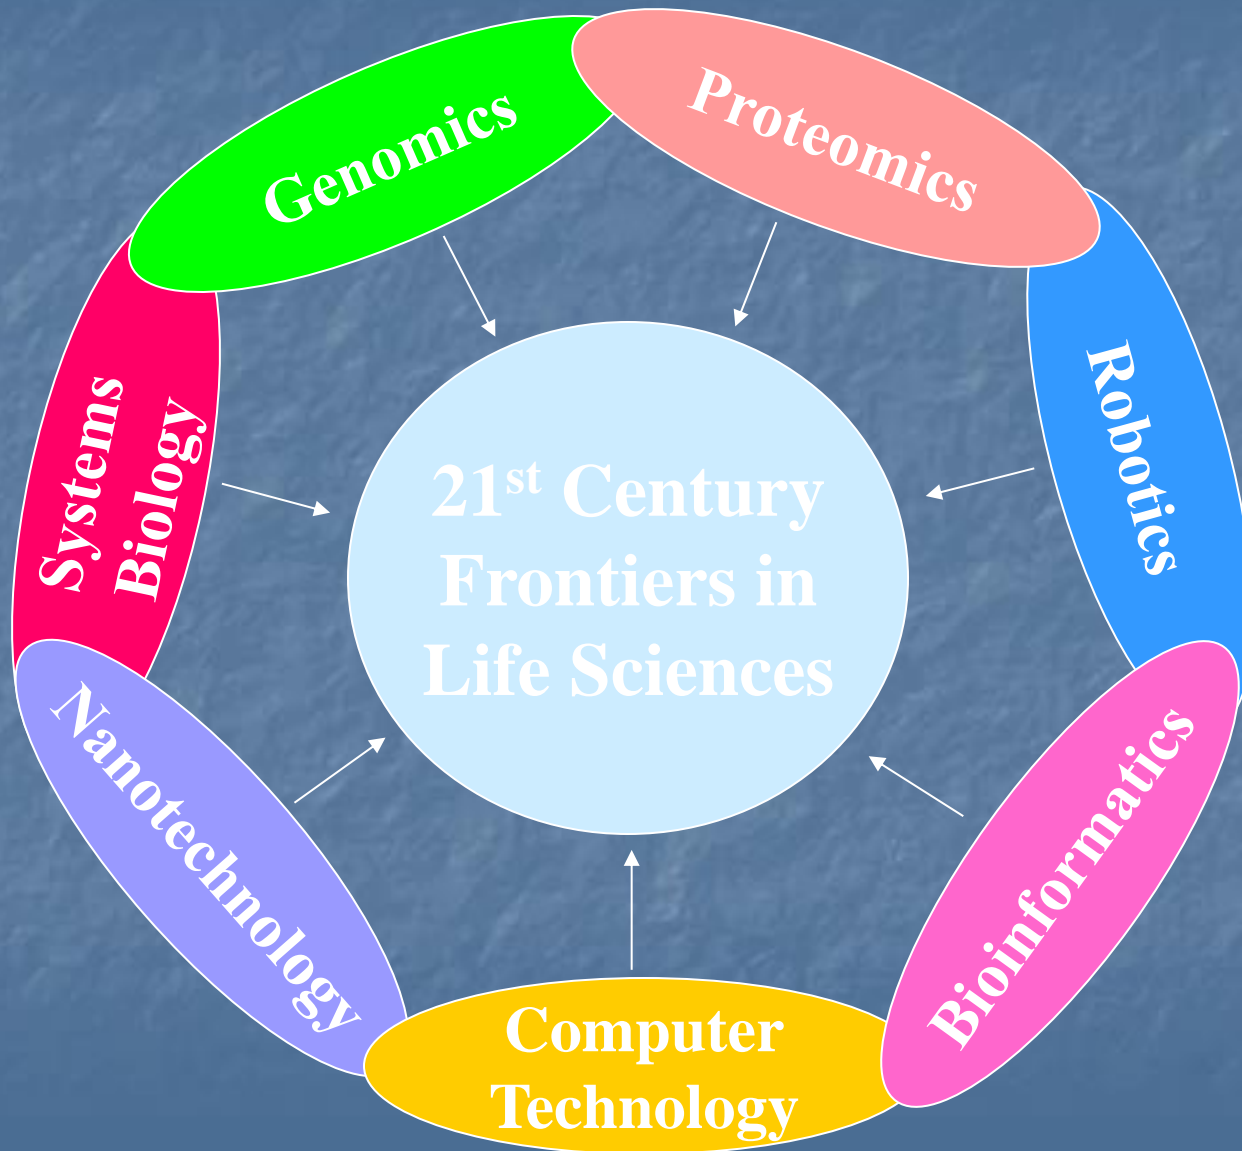 Genomics
Proteomics
Robotics
Systems
Biology
21st Century
Frontiers in
Life Sciences
Nanotechnology
Bioinformatics
Computer
Technology